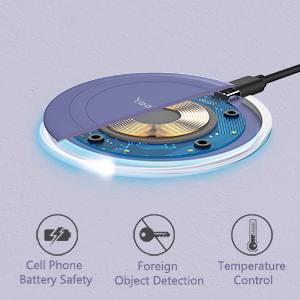 Yoo
Cell Phone
Battery Safety
Foreign
Object Detection
Temperature
Control